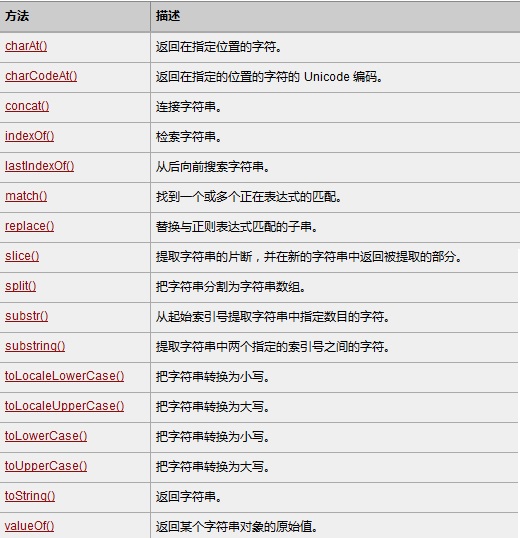 方法 描述
charAt() 返回在指定位置的字符。
charCodeAt() 返回在指定的位置的字符的 Unicode 编码。
concat() 连接字符串。
indexOf() 检索字符串。
lastIndexOf() 从后向前搜索字符串。
match() 找到一个或多个正在表达式的匹配。
replace() 替换与正则表达式匹配的子串。
slice() 提取字符串的片断，并在新的字符串中返回被提取的部分。
split() 把字符串分割为字符串数组。
substr() 从起始索引号提取字符串中指定数目的字符。
substring() 提取字符串中两个指定的索引号之间的字符。
toLocaleLowerCase() 把字符串转换为小写。
toLocaleUpperCase() 把字符串转换为大写。
toLowerCase() 把字符串转换为小写。
toUpperCase() 把字符串转换为大写。
toString() 返回字符串。
valueOf() 返回某个字符串对象的原始值。